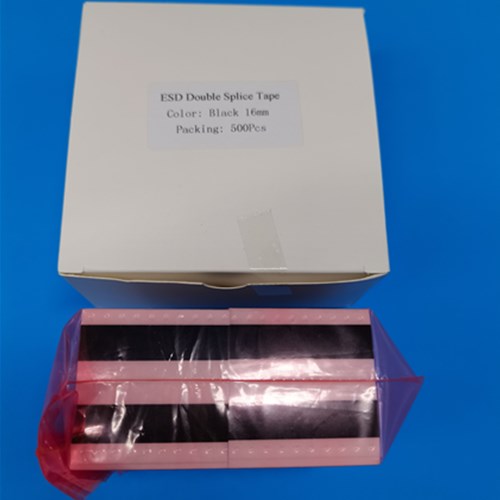 ESD Double Splice Tape
Color: Black 16mm
Packing: 500Pcs